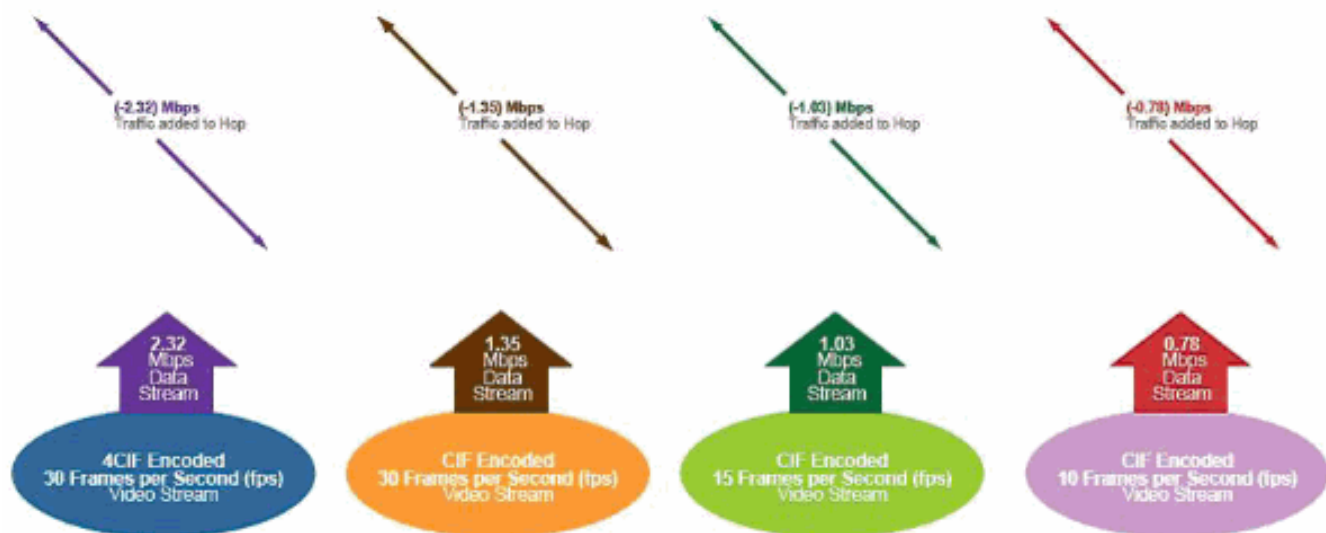 (-2.32) Mbps
Traffic added to Hop
(-1.35) Mbps
Traffic added to Hop
(-1.03) Mbps
Traffic added to Hop
(-0.78) Mbps
Traffic added to Hop
2.32
Mbps
Data
Stream
1.35
Mbps
Data
Stream
1.03
Mbps
Data
Stream
0.78
Mbps
Data
Stream
4CIF Encoded
30 Frames per Second (fps)
Video Stream
CIF Encoded
30 Frames per Second (fps)
Video Stream
CIF Encoded
15 Frames per Second (fps)
Video Stream
CIF Encoded
10 Frames per Second (fps)
Video Stream